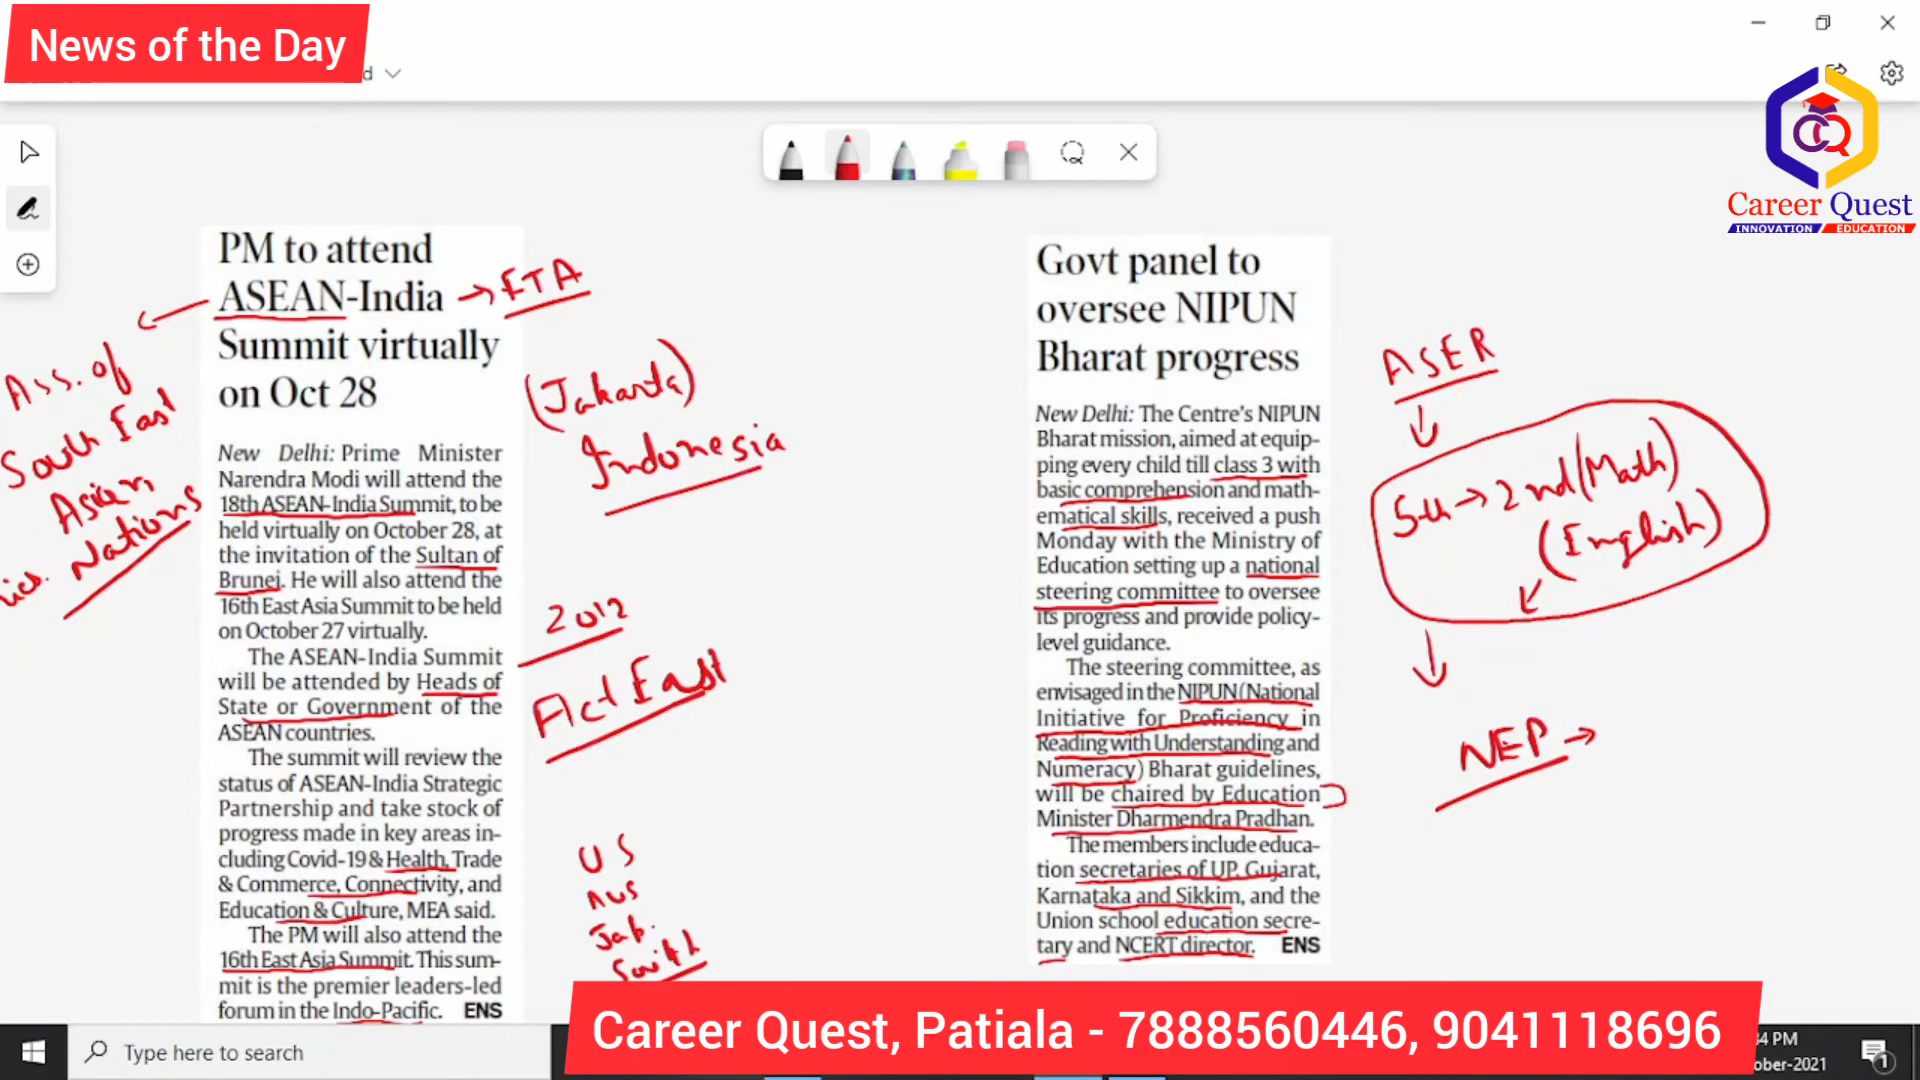 News of the Day
Career Quest
INNOVATION EDUCATION
PM to attend
ASEAN-India
Summit virtually
on Oct 28
New Delhi: Prime Minister
Narendra Modi will attend the
18th ASEAN-India Summit, to be
held virtually on October 28, at
the invitation of the Sultan of
Brunei. He will also attend the
16th East Asia Summit to be held
on October 27 virtually.
The ASEAN-India Summit
will be attended by Heads of
State or Government of the
ASEAN countries.
The summit will review the
status of ASEAN-India Strategic
Partnership and take stock of
progress made in key areas in-
cluding Covid-19 & Health, Trade
& Commerce, Connectivity, and
Education & Culture, MEA said.
The PM will also attend the
16th East Asia Summit. This sum-
mit is the premier leaders-led
forum in the Indo-Pacific. ENS
Ass. of
South East
Asian
Nations
FTA
(Jakarta)
Indonesia
2012
Act East
US
Aus
Jap.
Govt panel to
oversee NIPUN
Bharat progress
New Delhi: The Centre's NIPUN
Bharat mission, aimed at equip-
ping every child till class 3 with
basic comprehension and math-
ematical skills, received a push
Monday with the Ministry of
Education setting up a national
steering committee to oversee
its progress and provide policy-
level guidance.
The steering committee, as
envisaged in the NIPUN (National
Initiative for Proficiency in
Reading with Understanding and
Numeracy) Bharat guidelines,
will be chaired by Education
Minister Dharmendra Pradhan.
The members include educa-
tion secretaries of UP, Gujarat,
Karnataka and Sikkim, and the
Union school education secre-
tary and NCERT director. ENS
ASER
5th → 2nd (Math)
(English)
NEP →
Career Quest, Patiala - 7888560446, 9041118696
Type here to search
4 PM
ober-2021
1